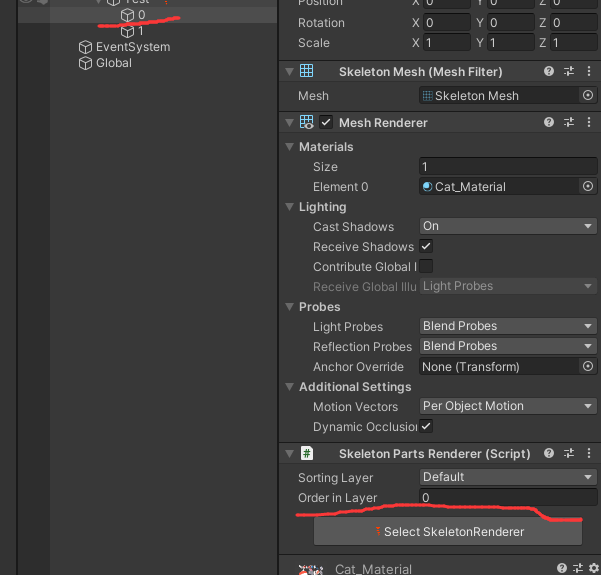 Test
0
1
EventSystem
Global
Position X 0 Y 0 Z 0
Rotation X 0 Y 0 Z 0
Scale X 1 Y 1 Z 1
Skeleton Mesh (Mesh Filter)
Mesh Skeleton Mesh
Mesh Renderer
Materials
Size 1
Element 0 Cat_Material
Lighting
Cast Shadows On
Receive Shadows
Contribute Global I
Receive Global Illu Light Probes
Probes
Light Probes Blend Probes
Reflection Probes Blend Probes
Anchor Override None (Transform)
Additional Settings
Motion Vectors Per Object Motion
Dynamic Occlusion
# Skeleton Parts Renderer (Script)
Sorting Layer Default
Order in Layer 0
Select SkeletonRenderer
Cat_Material